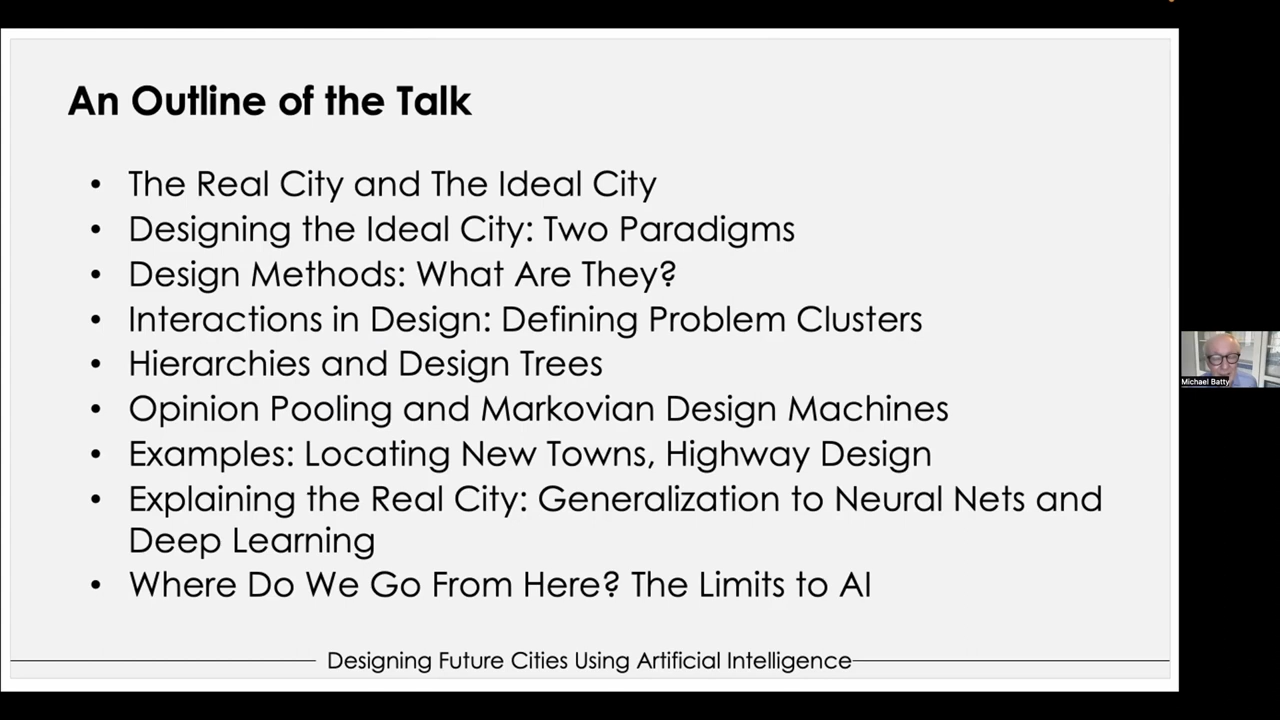 An Outline of the Talk
• The Real City and The Ideal City
• Designing the Ideal City: Two Paradigms
• Design Methods: What Are They?
• Interactions in Design: Defining Problem Clusters
• Hierarchies and Design Trees
• Opinion Pooling and Markovian Design Machines
• Examples: Locating New Towns, Highway Design
• Explaining the Real City: Generalization to Neural Nets and
Deep Learning
• Where Do We Go From Here? The Limits to AI
Designing Future Cities Using Artificial Intelligence
Michael Batty